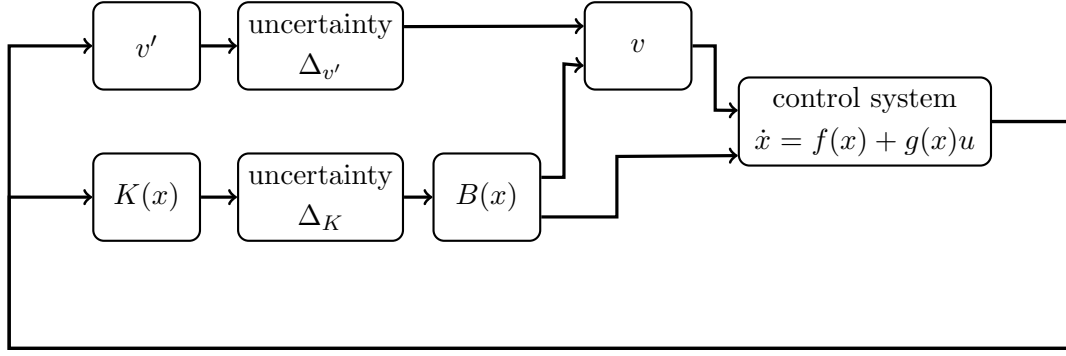 v′
uncertainty
Δ_{v′}
v
control system
ẋ = f(x) + g(x)u
K(x)
uncertainty
Δ_K
B(x)